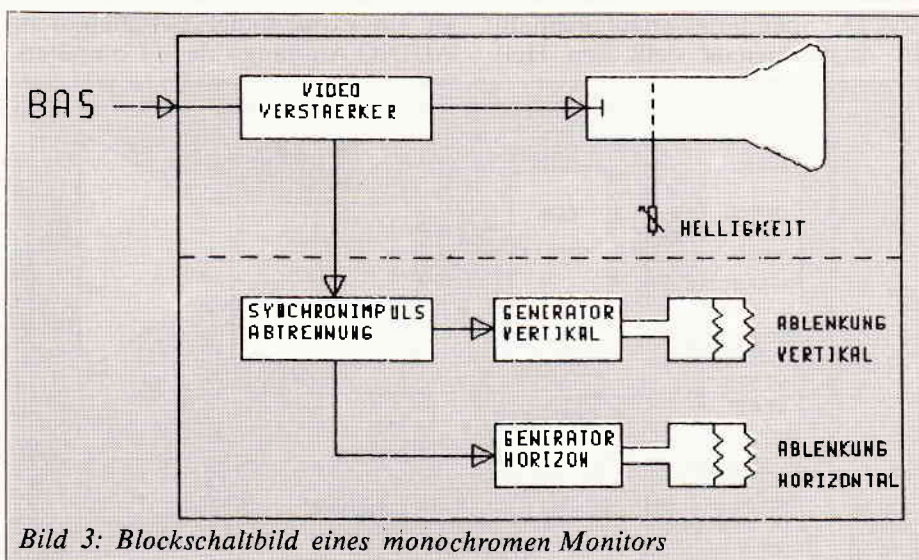 BAS
VIDEO
VERSTAERKER
HELLIGKEIT
SYNCHRONIMPULS
ABTRENNUNG
GENERATOR
VERTIKAL
ABLENKUNG
VERTIKAL
GENERATOR
HORIZON
ABLENKUNG
HORIZONTAL
Bild 3: Blockschaltbild eines monochromen Monitors